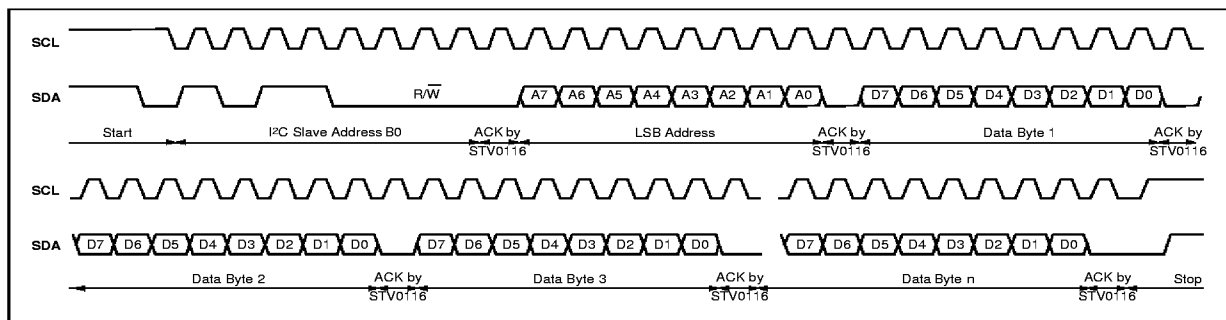 SCL
SDA R/W A7 A6 A5 A4 A3 A2 A1 A0 D7 D6 D5 D4 D3 D2 D1 D0
Start I²C Slave Address B0 ACK by STV0116 LSB Address ACK by STV0116 Data Byte 1 ACK by STV0116
SCL
SDA D7 D6 D5 D4 D3 D2 D1 D0 D7 D6 D5 D4 D3 D2 D1 D0 D7 D6 D5 D4 D3 D2 D1 D0
Data Byte 2 ACK by STV0116 Data Byte 3 ACK by STV0116 Data Byte n ACK by STV0116 Stop